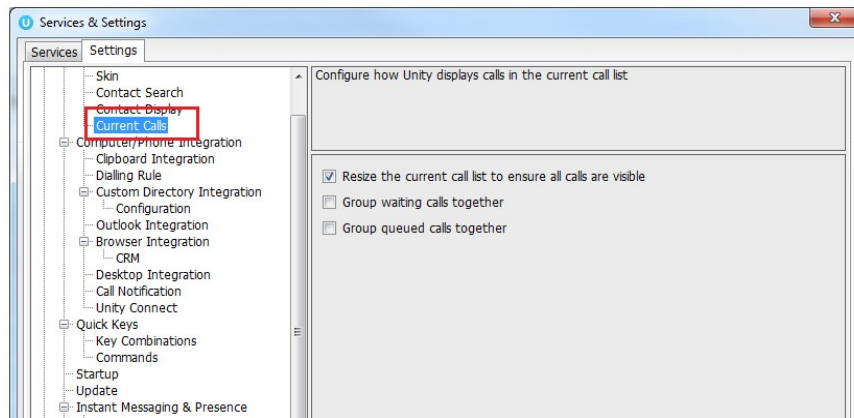 Services & Settings
Services Settings
Skin
Contact Search
Contact Display
Current Calls
Computer/Phone Integration
Clipboard Integration
Dialling Rule
Custom Directory Integration
Configuration
Outlook Integration
Browser Integration
CRM
Desktop Integration
Call Notification
Unity Connect
Quick Keys
Key Combinations
Commands
Startup
Update
Instant Messaging & Presence
Configure how Unity displays calls in the current call list
Resize the current call list to ensure all calls are visible
Group waiting calls together
Group queued calls together